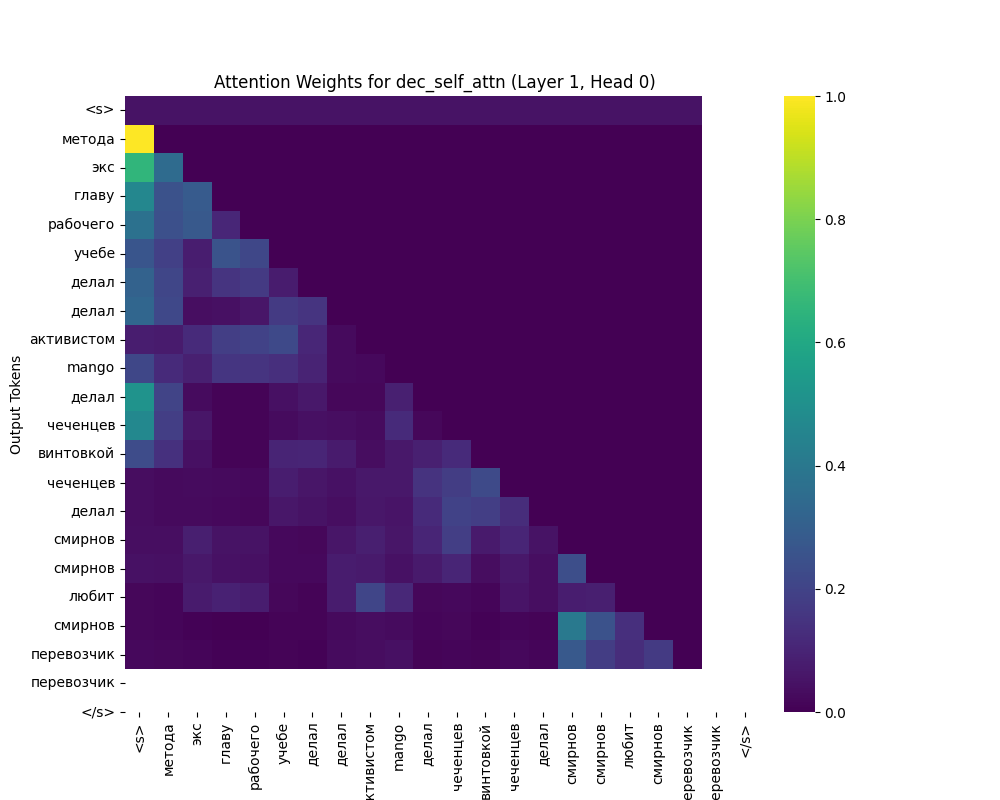 Attention Weights for dec_self_attn (Layer 1, Head 0)
Output Tokens
<s>
метода
экс
главу
рабочего
учебе
делал
делал
активистом
mango
делал
чеченцев
винтовкой
чеченцев
делал
смирнов
смирнов
любит
смирнов
перевозчик
перевозчик
</s>
<s>
метода
экс
главу
рабочего
учебе
делал
делал
ктивистом
mango
делал
чеченцев
винтовкой
чеченцев
делал
смирнов
смирнов
любит
смирнов
еревозчик
еревозчик
</s>
1.0
0.8
0.6
0.4
0.2
0.0